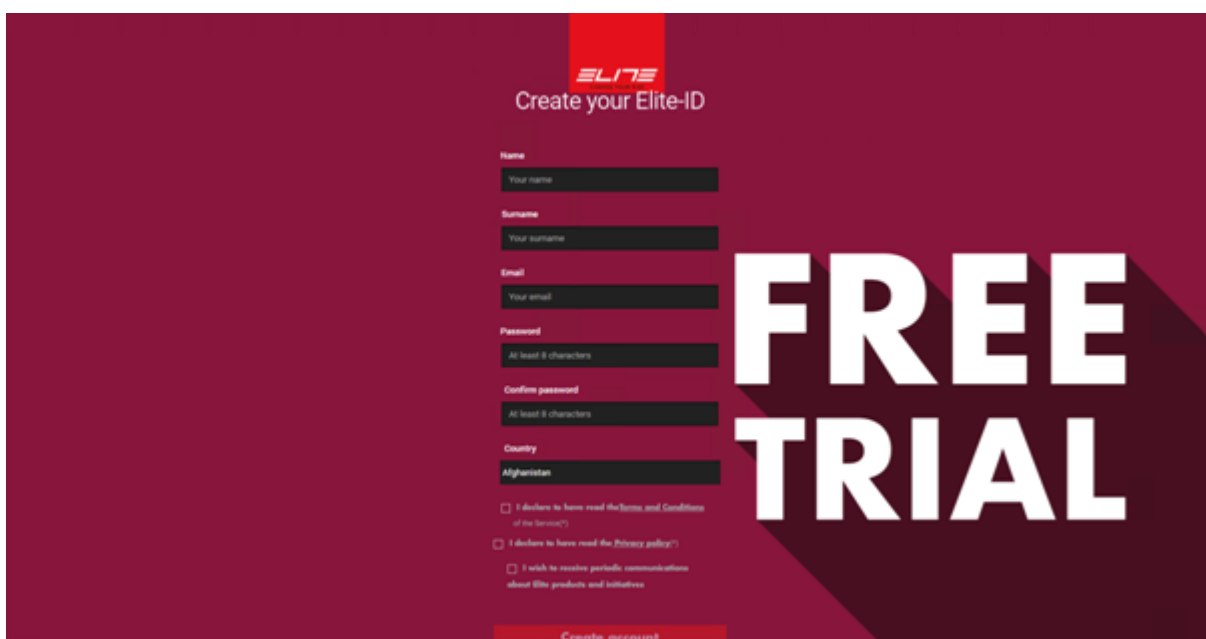 ELITE
Create your Elite-ID
Name
Your name
Surname
Your surname
Email
Your email
Password
At least 8 characters
Confirm password
At least 8 characters
Country
Afghanistan
I declare to have read theTerms and Conditions
of the Service(*)
I declare to have read the Privacy policy(*)
I wish to receive periodic communications
about Elite products and initiatives
Create account
FREE
TRIAL